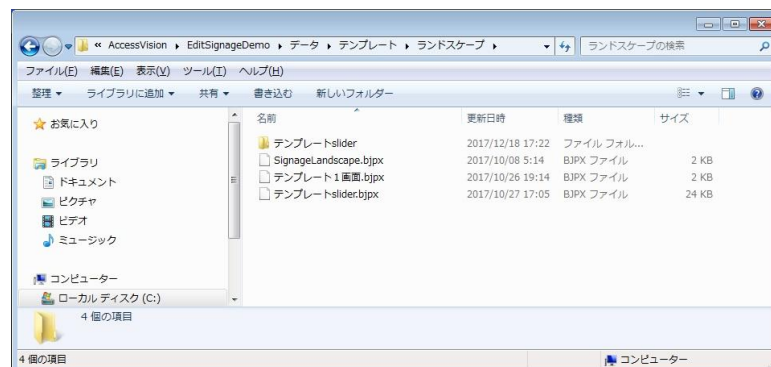 « AccessVision ▸ EditSignageDemo ▸ データ ▸ テンプレート ▸ ランドスケープ ▸
ランドスケープの検索
ファイル(F) 編集(E) 表示(V) ツール(T) ヘルプ(H)
整理 ▼ ライブラリに追加 ▼ 共有 ▼ 書き込む 新しいフォルダー
お気に入り
ライブラリ
ドキュメント
ピクチャ
ビデオ
ミュージック
コンピューター
ローカル ディスク (C:)
名前 更新日時 種類 サイズ
テンプレートslider 2017/12/18 17:22 ファイル フォル...
SignageLandscape.bjpx 2017/10/08 5:14 BJPX ファイル 2 KB
テンプレート1画面.bjpx 2017/10/26 19:14 BJPX ファイル 2 KB
テンプレートslider.bjpx 2017/10/27 17:05 BJPX ファイル 24 KB
4 個の項目
4 個の項目 コンピューター